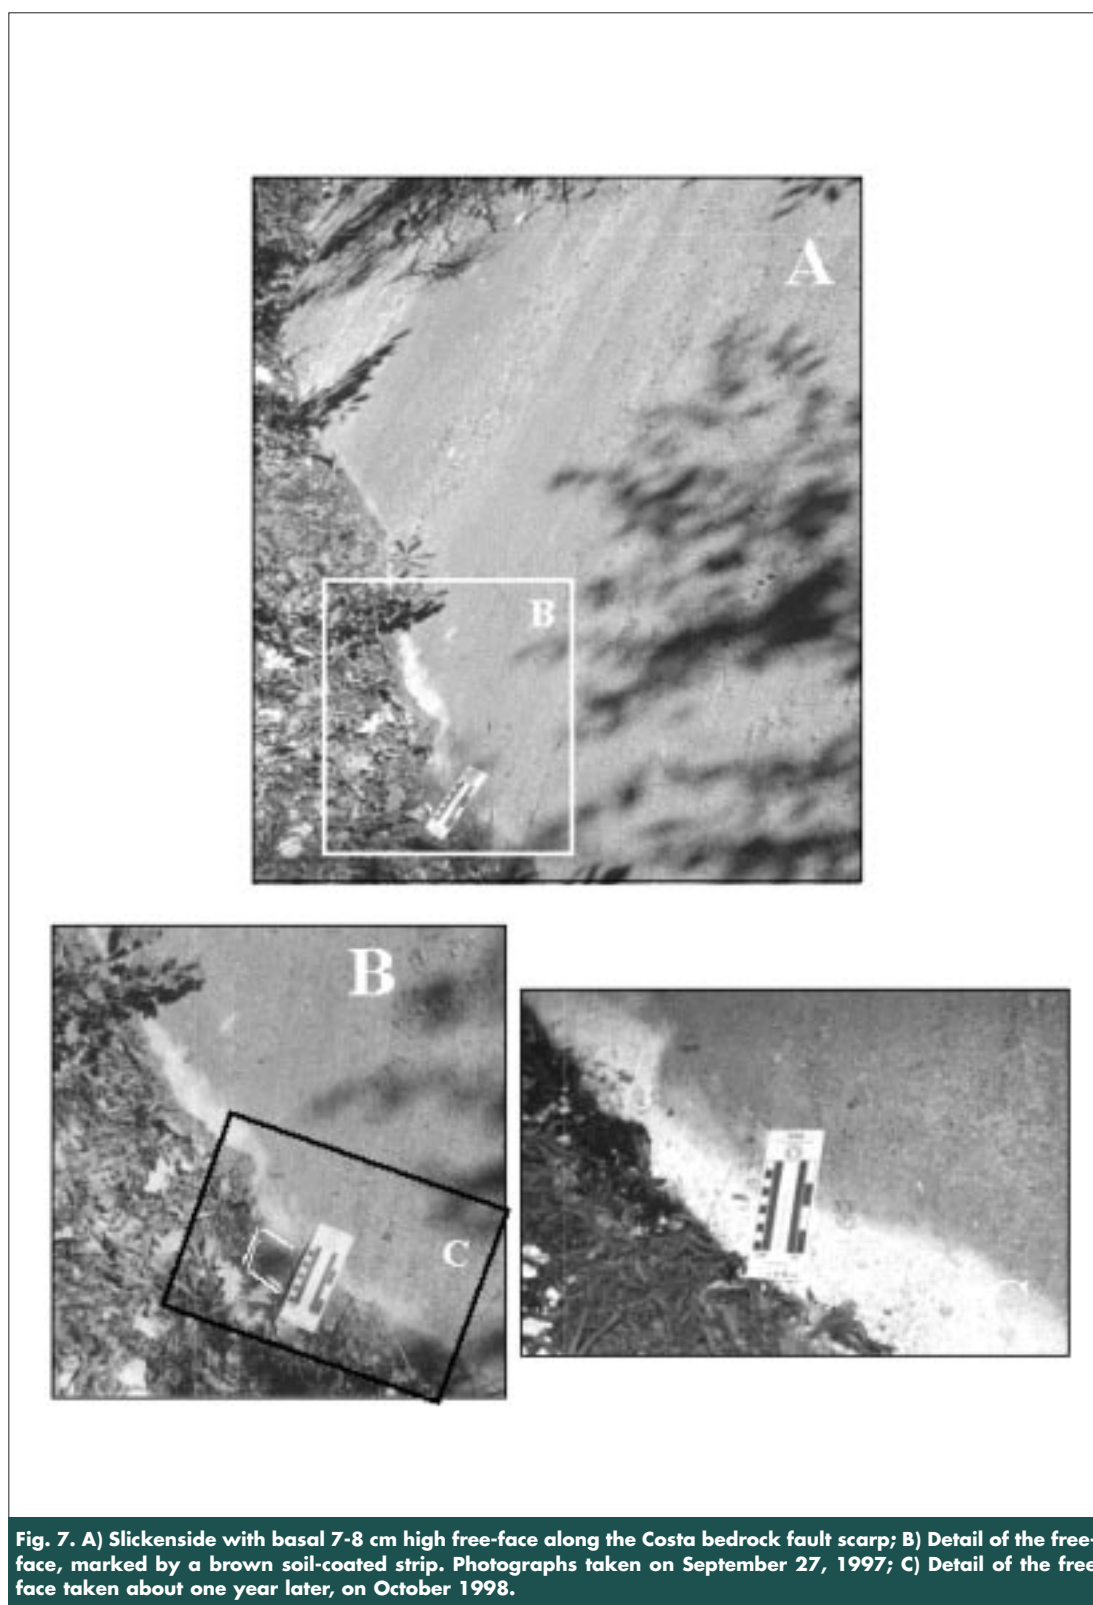 A
B
B
C
Fig. 7. A) Slickenside with basal 7-8 cm high free-face along the Costa bedrock fault scarp; B) Detail of the free-
face, marked by a brown soil-coated strip. Photographs taken on September 27, 1997; C) Detail of the free
face taken about one year later, on October 1998.